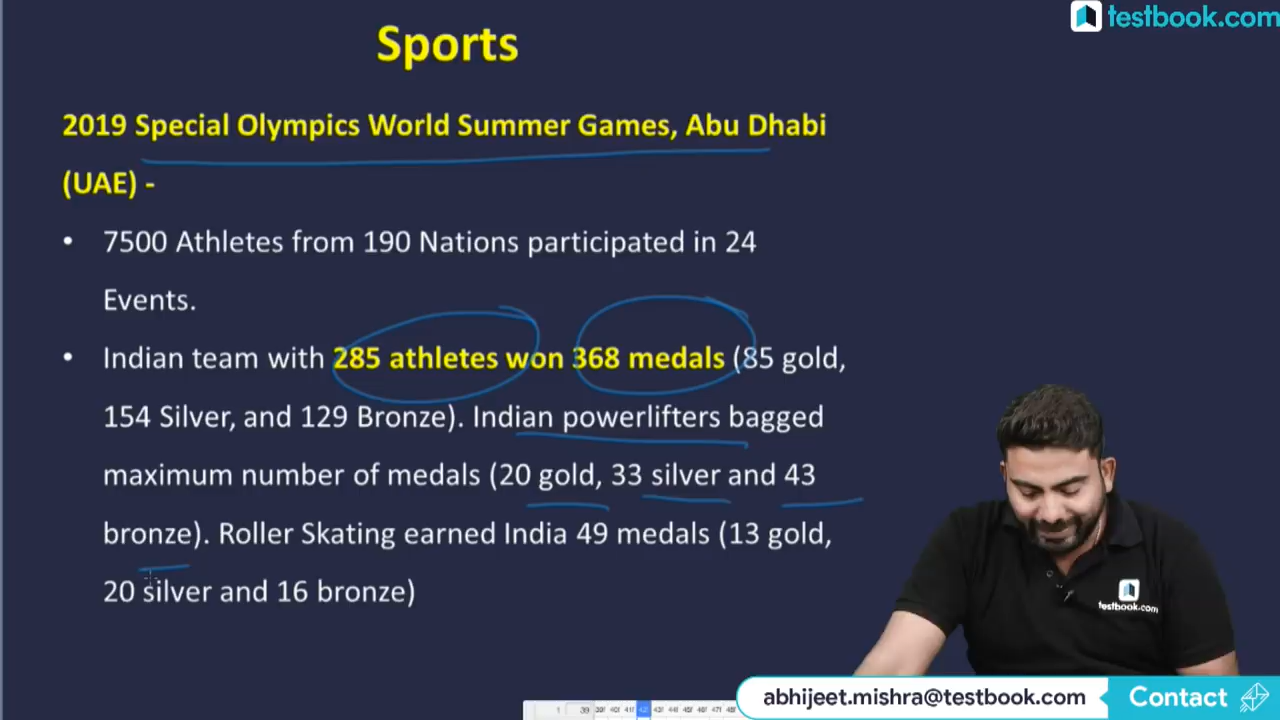 Sports
testbook.com
2019 Special Olympics World Summer Games, Abu Dhabi
(UAE) -
• 7500 Athletes from 190 Nations participated in 24
Events.
• Indian team with 285 athletes won 368 medals (85 gold,
154 Silver, and 129 Bronze). Indian powerlifters bagged
maximum number of medals (20 gold, 33 silver and 43
bronze). Roller Skating earned India 49 medals (13 gold,
20 silver and 16 bronze)
testbook.com
abhijeet.mishra@testbook.com
Contact